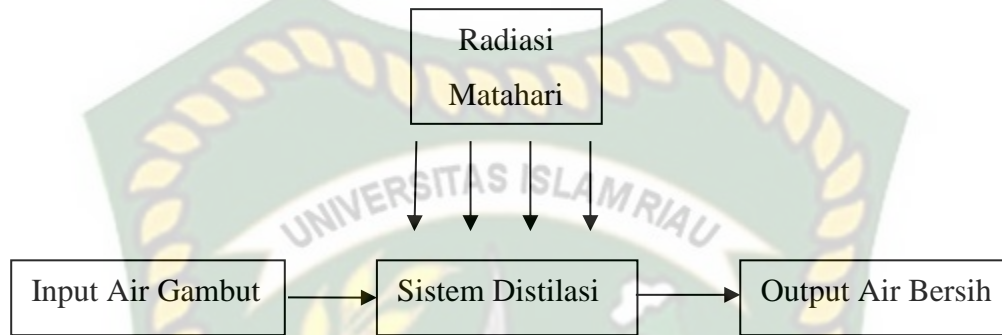 Radiasi
Matahari
UNIVERSITAS ISLAM RIAU
Input Air Gambut
Sistem Distilasi
Output Air Bersih